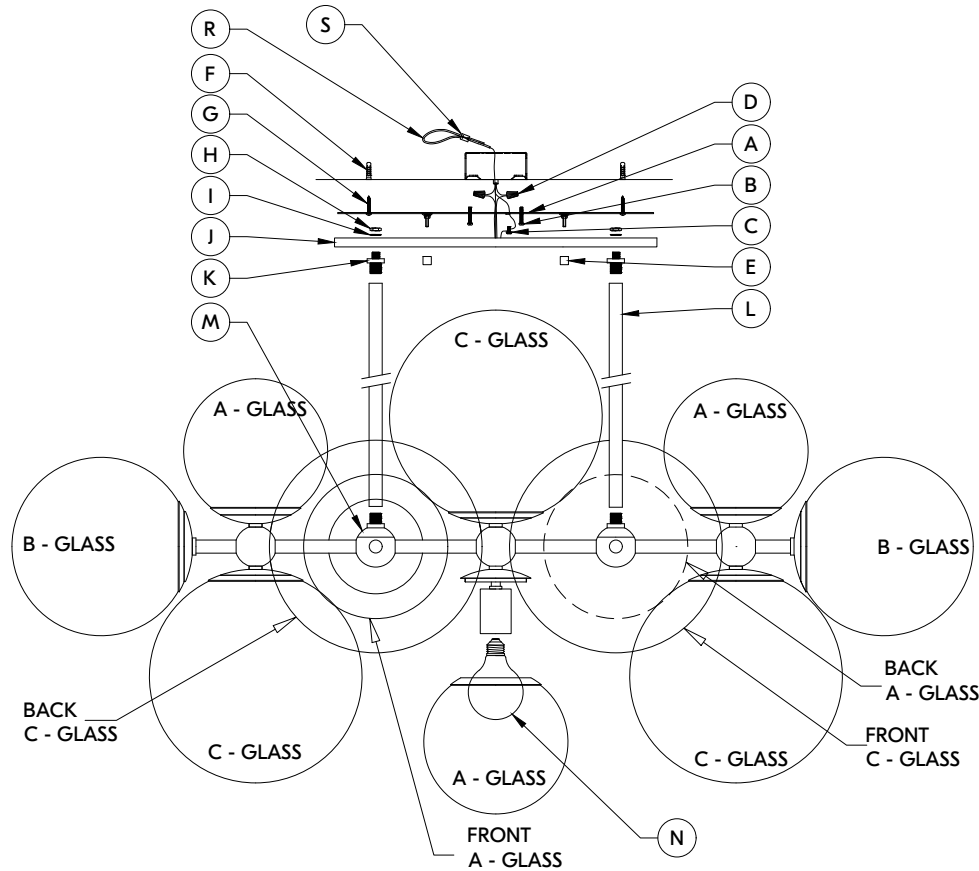 S
R
F
D
G
A
H
B
I
C
J
E
K
L
M
C - GLASS
A - GLASS
A - GLASS
B - GLASS
B - GLASS
BACK
A - GLASS
BACK
C - GLASS
FRONT
C - GLASS
C - GLASS
C - GLASS
A - GLASS
FRONT
A - GLASS
N